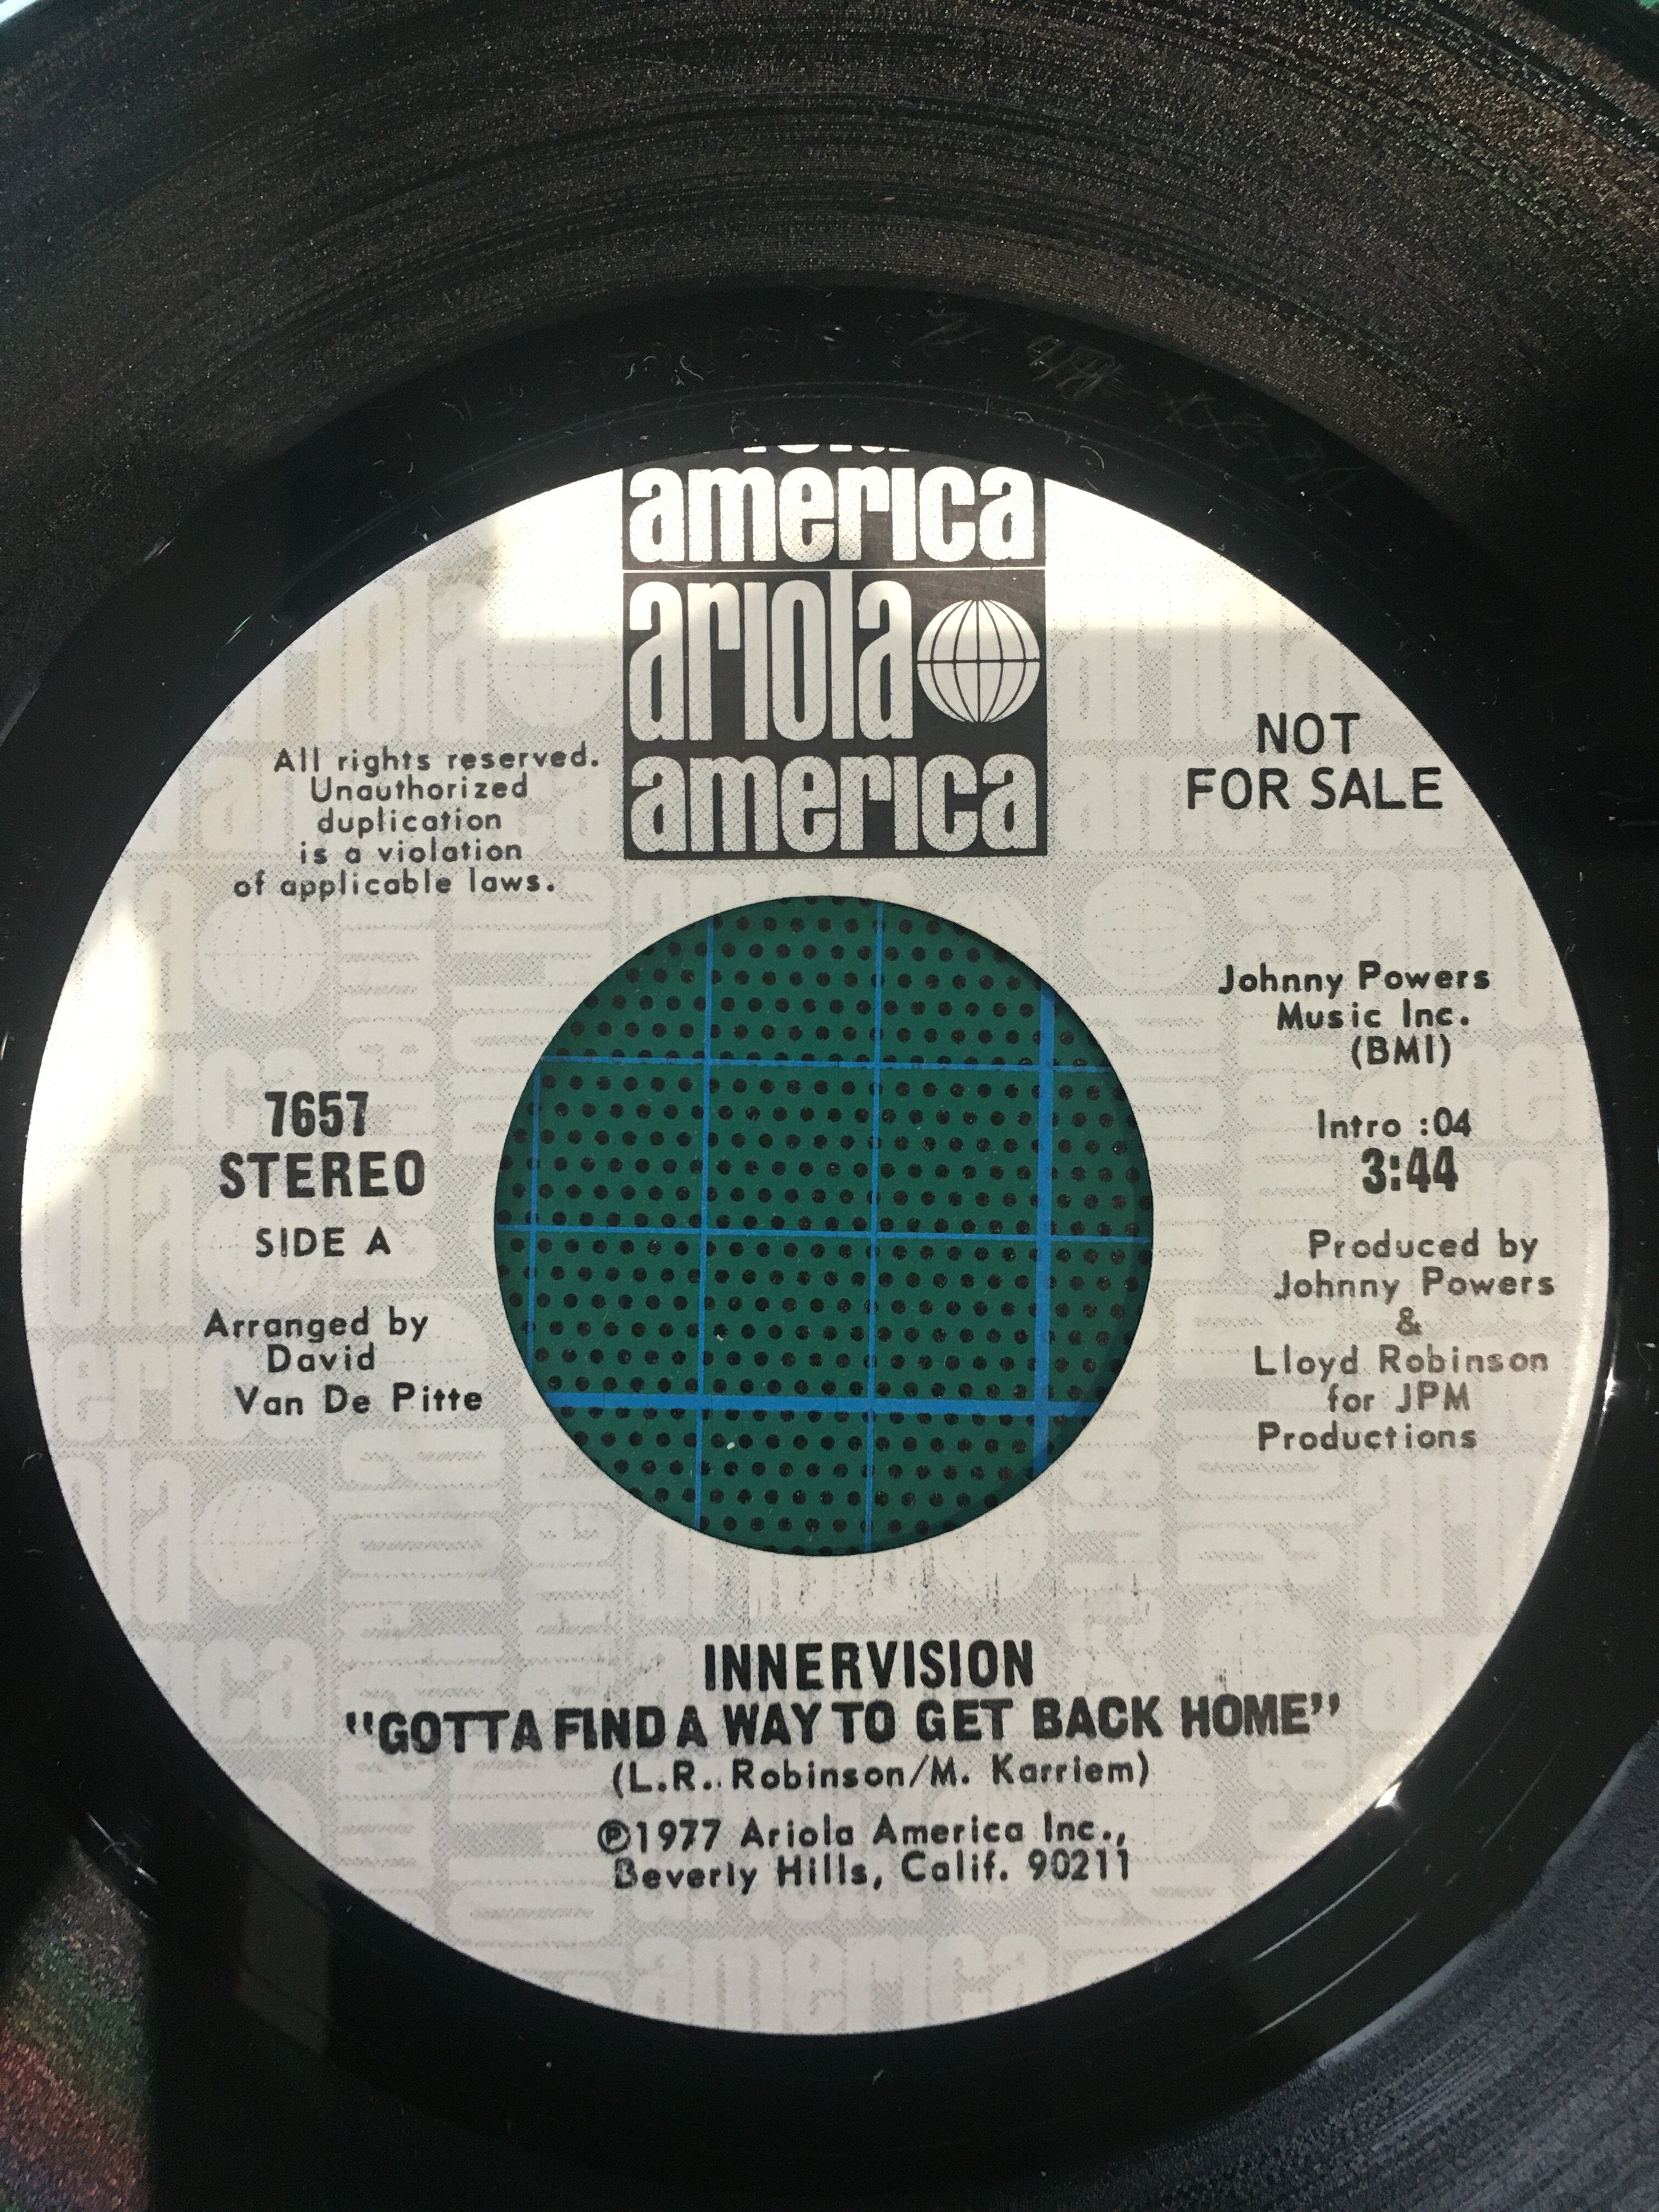 america
ariola
america
All rights reserved.
Unauthorized
duplication
is a violation
of applicable laws.
NOT
FOR SALE
Johnny Powers
Music Inc.
(BMI)
7657
STEREO
SIDE A
Intro :04
3:44
Arranged by
David
Van De Pitte
Produced by
Johnny Powers
&
Lloyd Robinson
for JPM
Productions
INNERVISION
"GOTTA FIND A WAY TO GET BACK HOME"
(L.R. Robinson/M. Karriem)
℗1977 Ariola America Inc.,
Beverly Hills, Calif. 90211